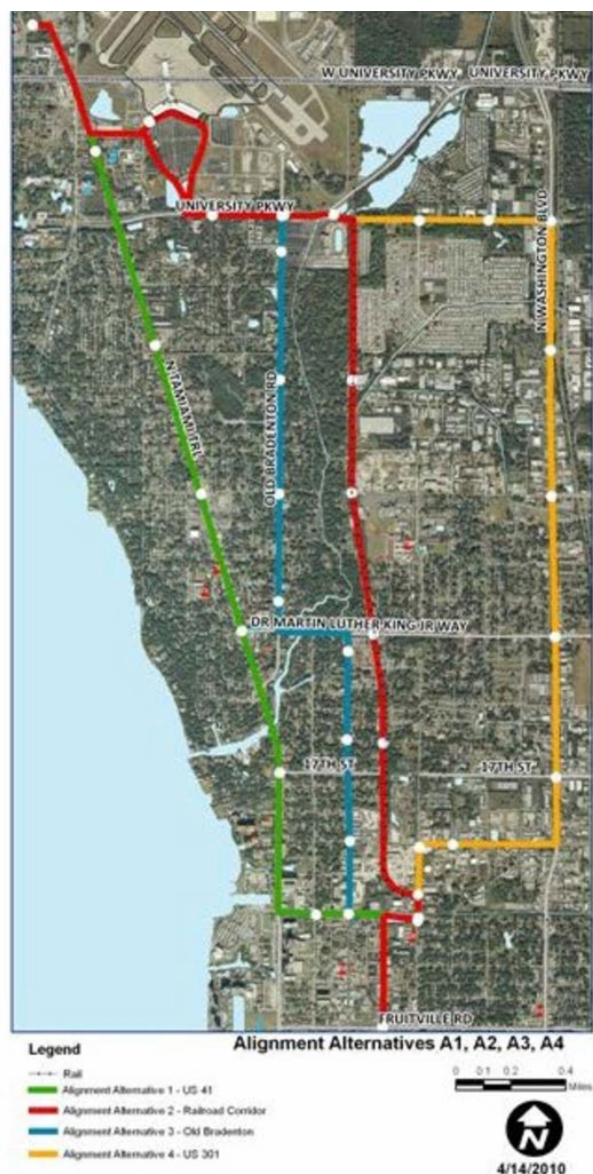 W UNIVERSITY PKWY
UNIVERSITY PKWY
UNIVERSITY PKWY
N WASHINGTON BLVD
N TAMIAMI TRL
OLD BRADENTON RD
DR MARTIN LUTHER KING JR WAY
17TH ST
17TH ST
FRUITVILLE RD
Alignment Alternatives A1, A2, A3, A4
Legend
Rail
Alignment Alternative 1 - US 41
Alignment Alternative 2 - Railroad Corridor
Alignment Alternative 3 - Old Bradenton
Alignment Alternative 4 - US 301
0 0.1 0.2 0.4
Miles
N
4/14/2010